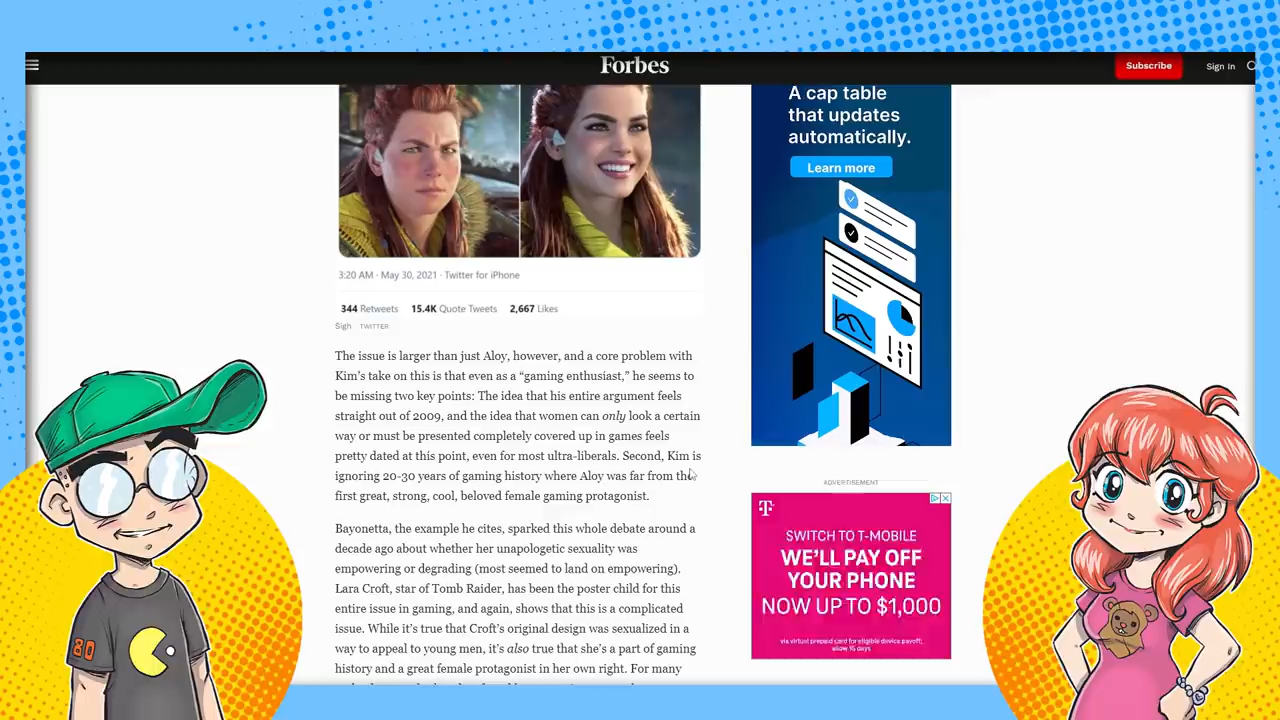 Forbes
Subscribe
Sign In
3:20 AM · May 30, 2021 · Twitter for iPhone
344 Retweets 15.4K Quote Tweets 2,667 Likes
Sigh TWITTER
The issue is larger than just Aloy, however, and a core problem with
Kim's take on this is that even as a “gaming enthusiast,” he seems to
be missing two key points: The idea that his entire argument feels
straight out of 2009, and the idea that women can only look a certain
way or must be presented completely covered up in games feels
pretty dated at this point, even for most ultra-liberals. Second, Kim is
ignoring 20-30 years of gaming history where Aloy was far from the
first great, strong, cool, beloved female gaming protagonist.
Bayonetta, the example he cites, sparked this whole debate around a
decade ago about whether her unapologetic sexuality was
empowering or degrading (most seemed to land on empowering).
Lara Croft, star of Tomb Raider, has been the poster child for this
entire issue in gaming, and again, shows that this is a complicated
issue. While it's true that Croft's original design was sexualized in a
way to appeal to young men, it's also true that she's a part of gaming
history and a great female protagonist in her own right. For many
A cap table
that updates
automatically.
Learn more
ADVERTISEMENT
T
SWITCH TO T-MOBILE
WE'LL PAY OFF
YOUR PHONE
NOW UP TO $1,000
via virtual prepaid card for eligible device payoff;
allow 15 days
80